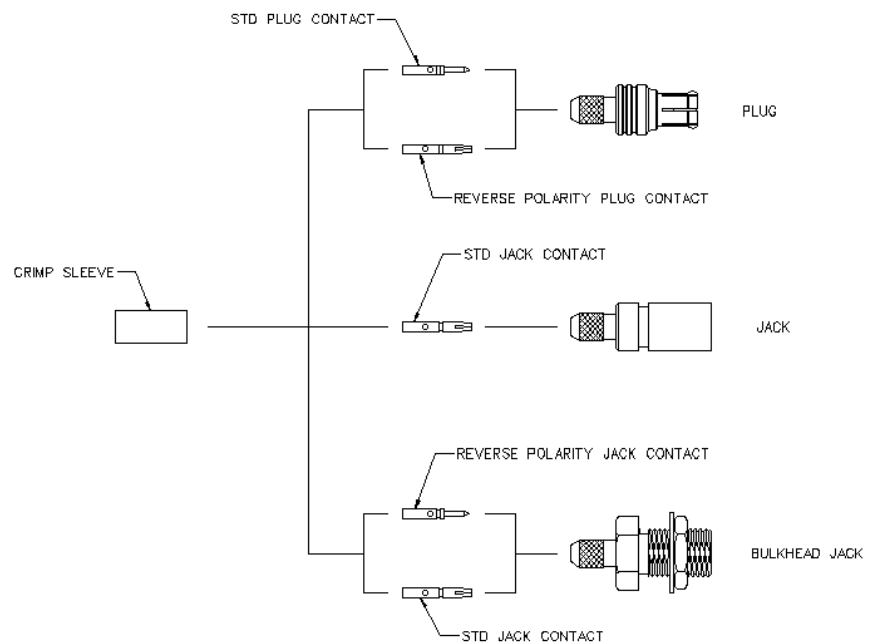 STD PLUG CONTACT
PLUG
REVERSE POLARITY PLUG CONTACT
STD JACK CONTACT
CRIMP SLEEVE
JACK
REVERSE POLARITY JACK CONTACT
BULKHEAD JACK
STD JACK CONTACT